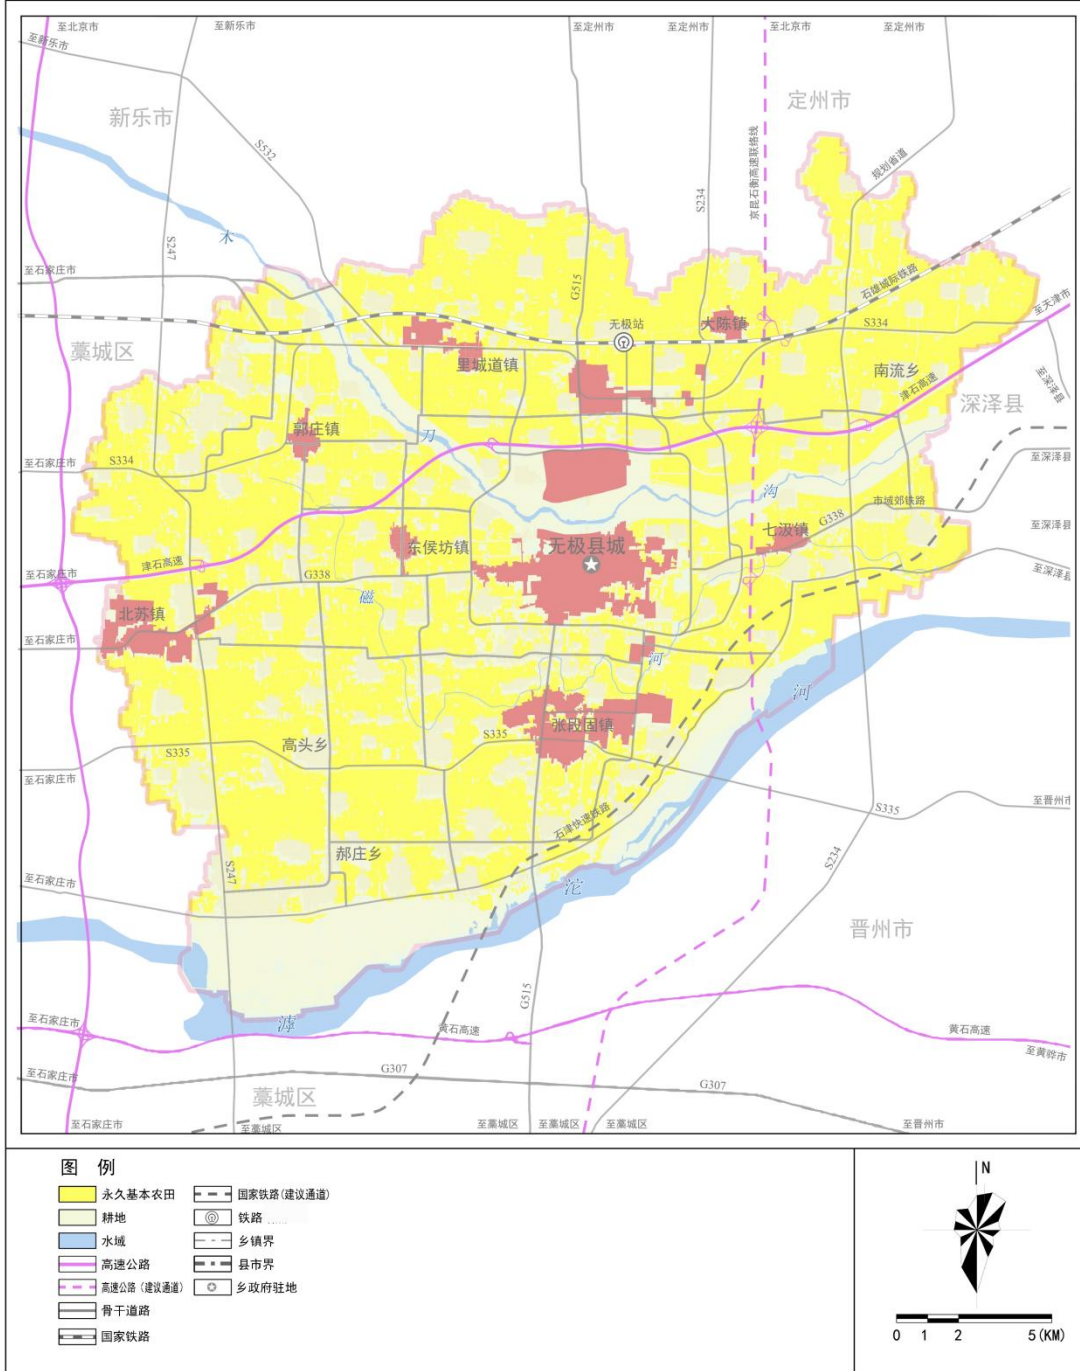 至北京市
至新乐市
至定州市
至定州市
至北京市
至定州市
至新乐市
新乐市
定州市
S532
京昆石衡高速联络线
规划省道
S234
木
S247
至石家庄市
G515
石雄城际铁路
至天津市
无极站
大陈镇
S334
藁城区
里城道镇
南流乡
至深泽县
津石高速
深泽县
郭庄镇
刀
至石家庄市
S334
至深泽县
沟
市域郊铁路
G338
七汲镇
至深泽县
无极县城
东侯坊镇
津石高速
至石家庄市
G338
至深泽县
磁
北苏镇
至石家庄市
河
河
张段固镇
高头乡
S335
S335
至石家庄市
至晋州市
S335
石津快速铁路
郝庄乡
S234
S247
至石家庄市
沱
晋州市
G515
至石家庄市
滹
黄石高速
黄石高速
至黄骅市
至石家庄市
G307
G307
藁城区
至石家庄市
至藁城区
至藁城区
至藁城区
至藁城区
至晋州市
图 例
永久基本农田
国家铁路(建议通道)
耕地
铁路
水域
乡镇界
高速公路
县市界
高速公路（建议通道）
乡政府驻地
骨干道路
国家铁路
N
0 1 2 5(KM)